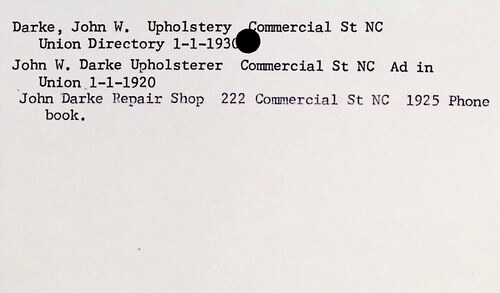 Darke, John W. Upholstery Commercial St NC
Union Directory 1-1-1930
John W. Darke Upholsterer Commercial St NC Ad in
Union 1-1-1920
John Darke Repair Shop 222 Commercial St NC 1925 Phone
book.